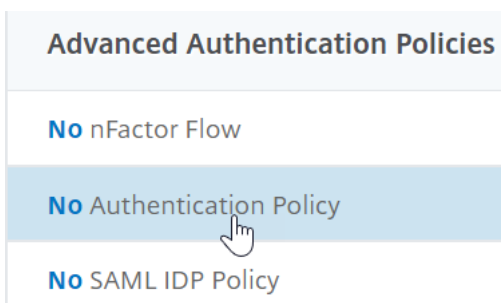 Advanced Authentication Policies
No nFactor Flow
No Authentication Policy
No SAML IDP Policy